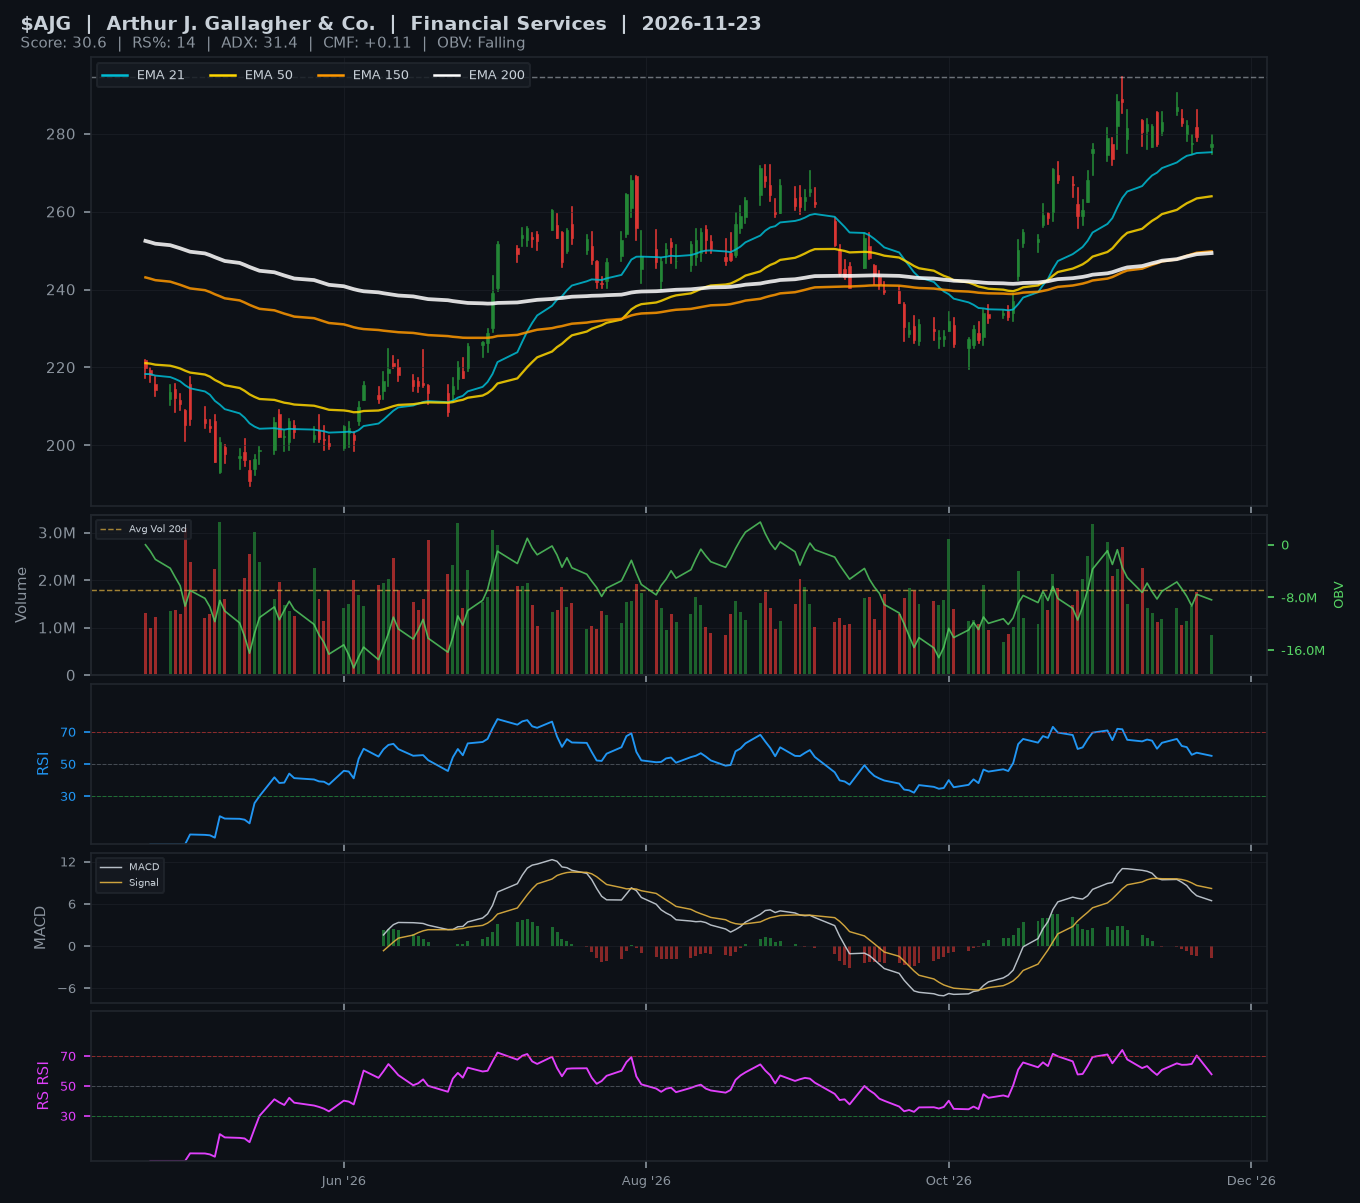 $AJG | Arthur J. Gallagher & Co. | Financial Services | 2026-11-23
Score: 30.6 | RS%: 14 | ADX: 31.4 | CMF: +0.11 | OBV: Falling
EMA 21 EMA 50 EMA 150 EMA 200
280
260
240
220
200
Avg Vol 20d
3.0M
2.0M
1.0M
0
Volume
0
-8.0M
-16.0M
OBV
70
50
30
RSI
MACD
Signal
12
6
0
−6
MACD
70
50
30
RS RSI
Jun '26 Aug '26 Oct '26 Dec '26